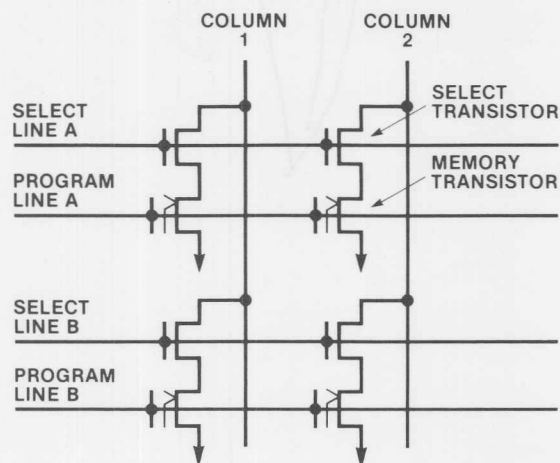 COLUMN
1
COLUMN
2
SELECT
LINE A
SELECT
TRANSISTOR
PROGRAM
LINE A
MEMORY
TRANSISTOR
SELECT
LINE B
PROGRAM
LINE B